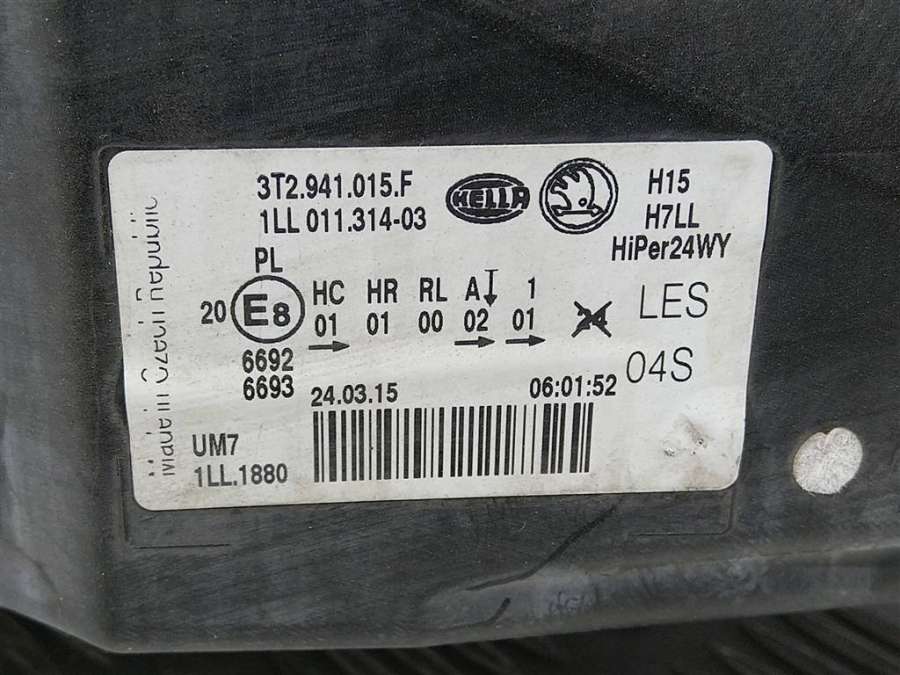 3T2.941.015.F
1LL 011.314-03
HELLA
H15
H7LL
HiPer24WY
PL
20 E8
HC HR RL A 1
01 01 00 02 01
LES
04S
6692
6693
24.03.15 06:01:52
UM7
1LL.1880